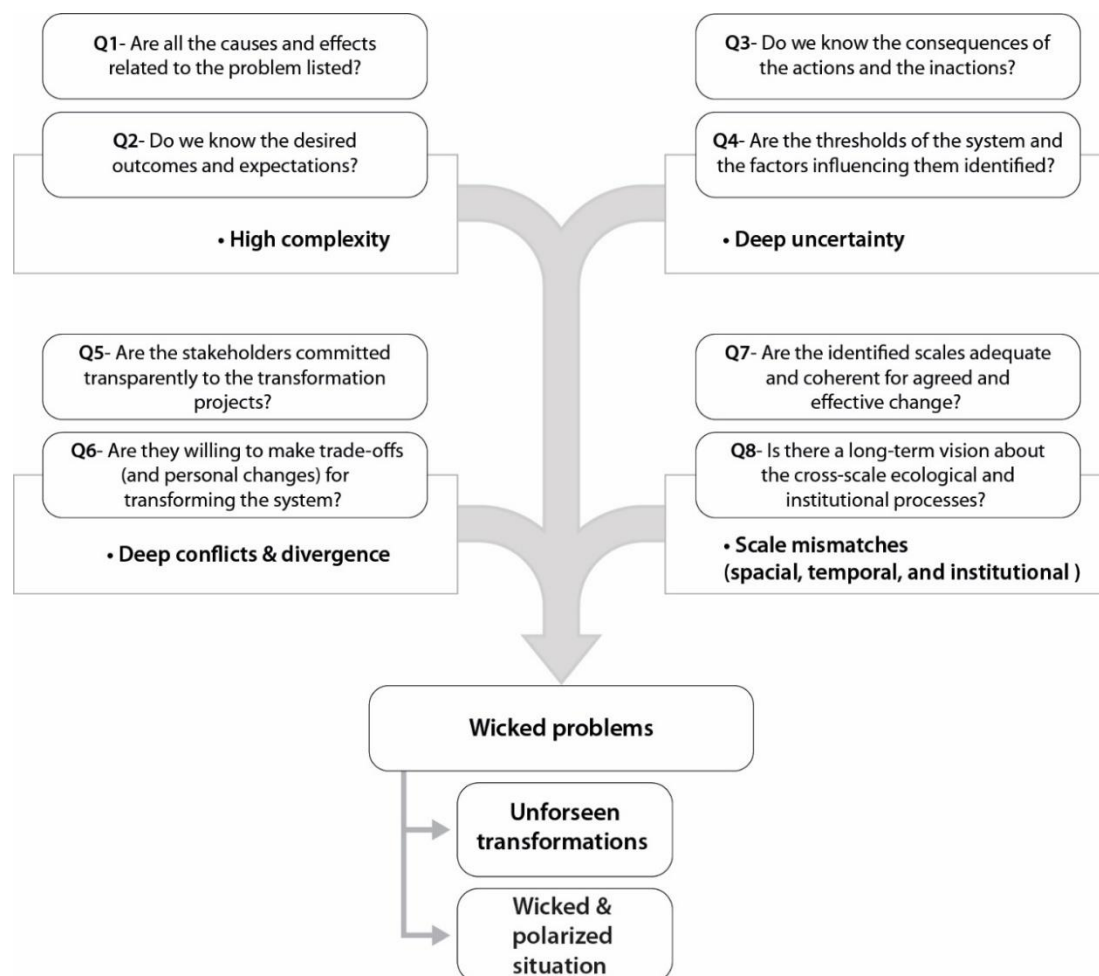 Q1- Are all the causes and effects
related to the problem listed?
Q2- Do we know the desired
outcomes and expectations?
• High complexity
Q3- Do we know the consequences of
the actions and the inactions?
Q4- Are the thresholds of the system and
the factors influencing them identified?
• Deep uncertainty
Q5- Are the stakeholders committed
transparently to the transformation
projects?
Q6- Are they willing to make trade-offs
(and personal changes) for
transforming the system?
• Deep conflicts & divergence
Q7- Are the identified scales adequate
and coherent for agreed and
effective change?
Q8- Is there a long-term vision about
the cross-scale ecological and
institutional processes?
• Scale mismatches
(spacial, temporal, and institutional )
Wicked problems
Unforseen
transformations
Wicked &
polarized
situation